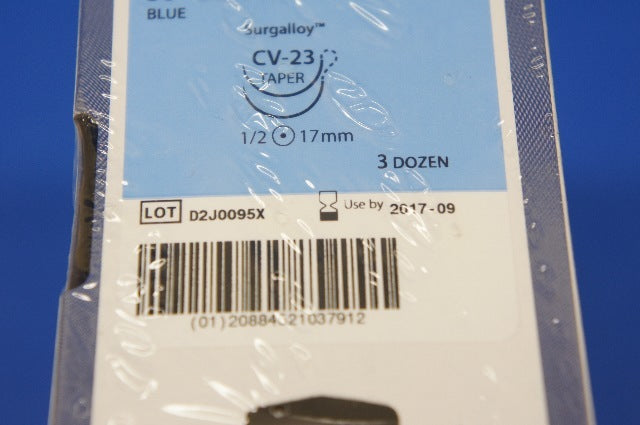 BLUE
Surgalloy™
CV-23
TAPER
1/2 17mm
3 DOZEN
LOT D2J0095X Use by 2017-09
(01)20884521037912